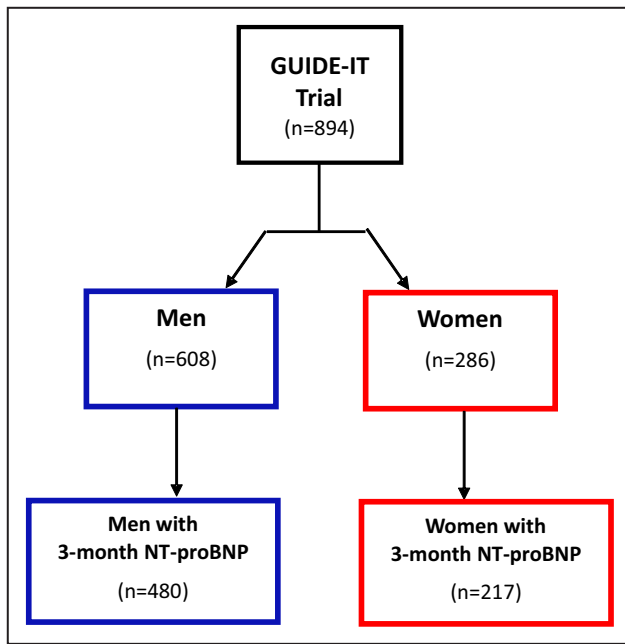 GUIDE-IT
Trial
(n=894)
Men
(n=608)
Women
(n=286)
Men with
3-month NT-proBNP
(n=480)
Women with
3-month NT-proBNP
(n=217)